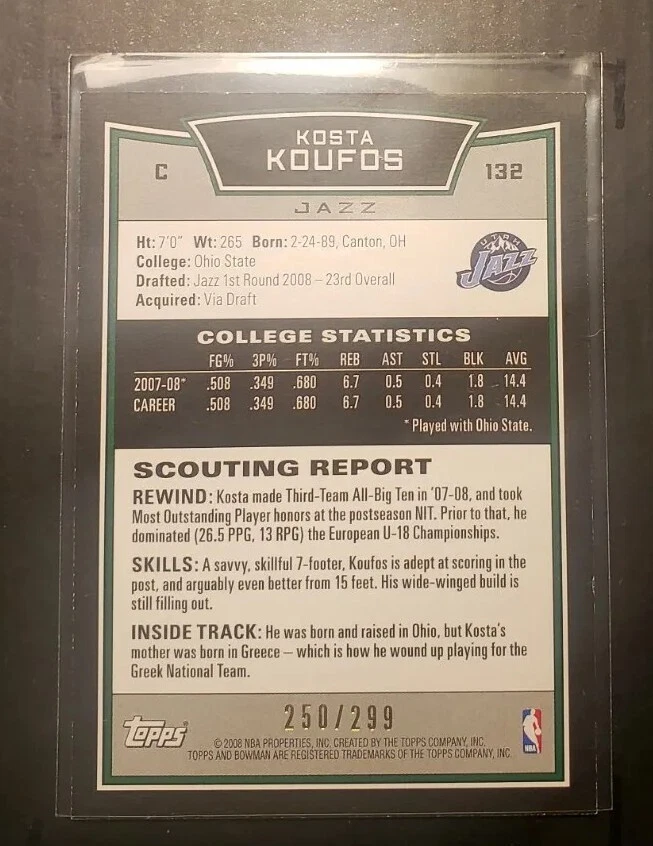 KOSTA
KOUFOS
C
132
JAZZ
Ht: 7'0" Wt: 265 Born: 2-24-89, Canton, OH
College: Ohio State
Drafted: Jazz 1st Round 2008 – 23rd Overall
Acquired: Via Draft
UTAH
JAZZ
COLLEGE STATISTICS
FG% 3P% FT% REB AST STL BLK AVG
2007-08* .508 .349 .680 6.7 0.5 0.4 1.8 14.4
CAREER .508 .349 .680 6.7 0.5 0.4 1.8 14.4
* Played with Ohio State.
SCOUTING REPORT
REWIND: Kosta made Third-Team All-Big Ten in '07-08, and took
Most Outstanding Player honors at the postseason NIT. Prior to that, he
dominated (26.5 PPG, 13 RPG) the European U-18 Championships.
SKILLS: A savvy, skillful 7-footer, Koufos is adept at scoring in the
post, and arguably even better from 15 feet. His wide-winged build is
still filling out.
INSIDE TRACK: He was born and raised in Ohio, but Kosta's
mother was born in Greece – which is how he wound up playing for the
Greek National Team.
250/299
TOPPS
© 2008 NBA PROPERTIES, INC. CREATED BY THE TOPPS COMPANY, INC.
TOPPS AND BOWMAN ARE REGISTERED TRADEMARKS OF THE TOPPS COMPANY, INC.
NBA